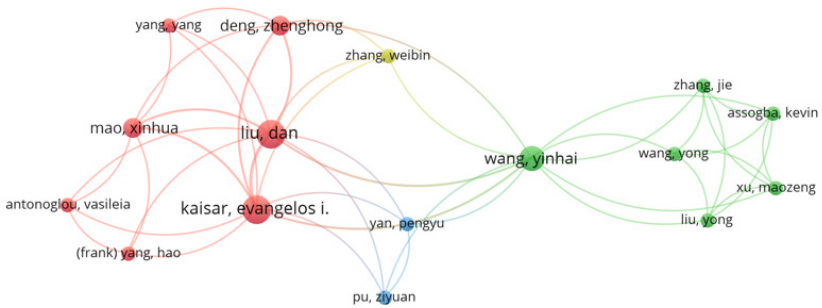 yang, yang
deng, zhenghong
zhang, weibin
zhang, jie
assogba, kevin
mao, xinhua
liu, dan
wang, yinhai
wang, yong
xu, maozeng
antonoglou, vasileia
kaisar, evangelos i.
yan, pengyu
liu, yong
(frank) yang, hao
pu, ziyuan